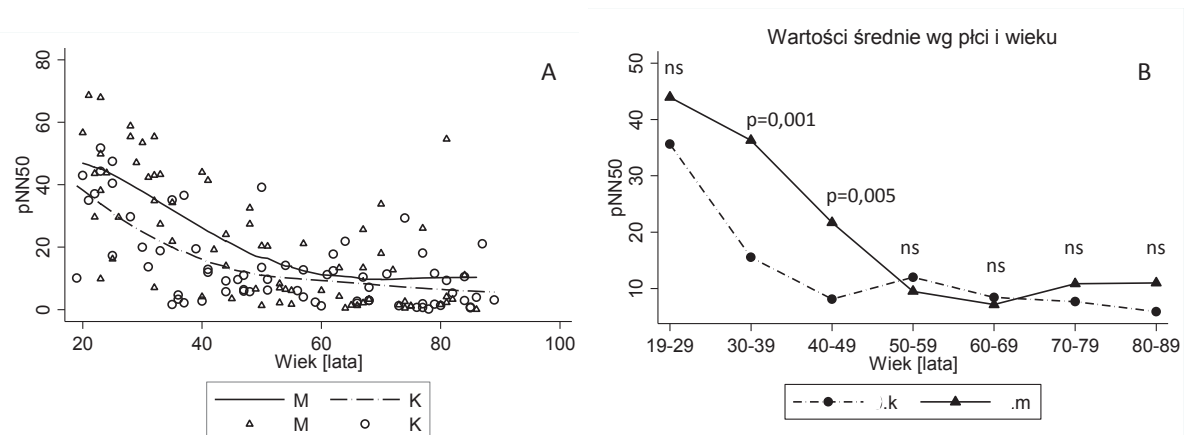 A
pNN50
80
60
40
20
0
20 40 60 80 100
Wiek [lata]
M K
M K
Wartości średnie wg płci i wieku
B
pNN50
50
40
30
20
10
ns
p=0,001
p=0,005
ns
ns
ns
ns
19-29 30-39 40-49 50-59 60-69 70-79 80-89
Wiek [lata]
.k .m